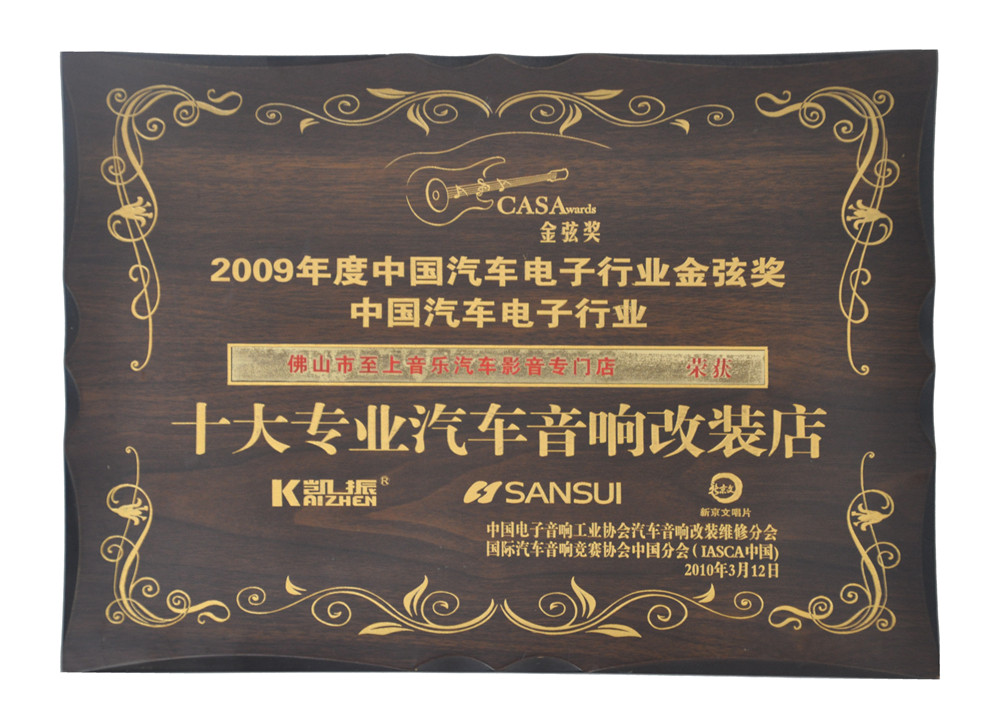 CASAwards
金弦奖
2009年度中国汽车电子行业金弦奖
中国汽车电子行业
佛山市至上音乐汽车影音专门店 荣获
十大专业汽车音响改装店
K凯振® AIZHEN SANSUI
新京文唱片
中国电子音响工业协会汽车音响改装维修分会
国际汽车音响竞赛协会中国分会(IASCA中国)
2010年3月12日